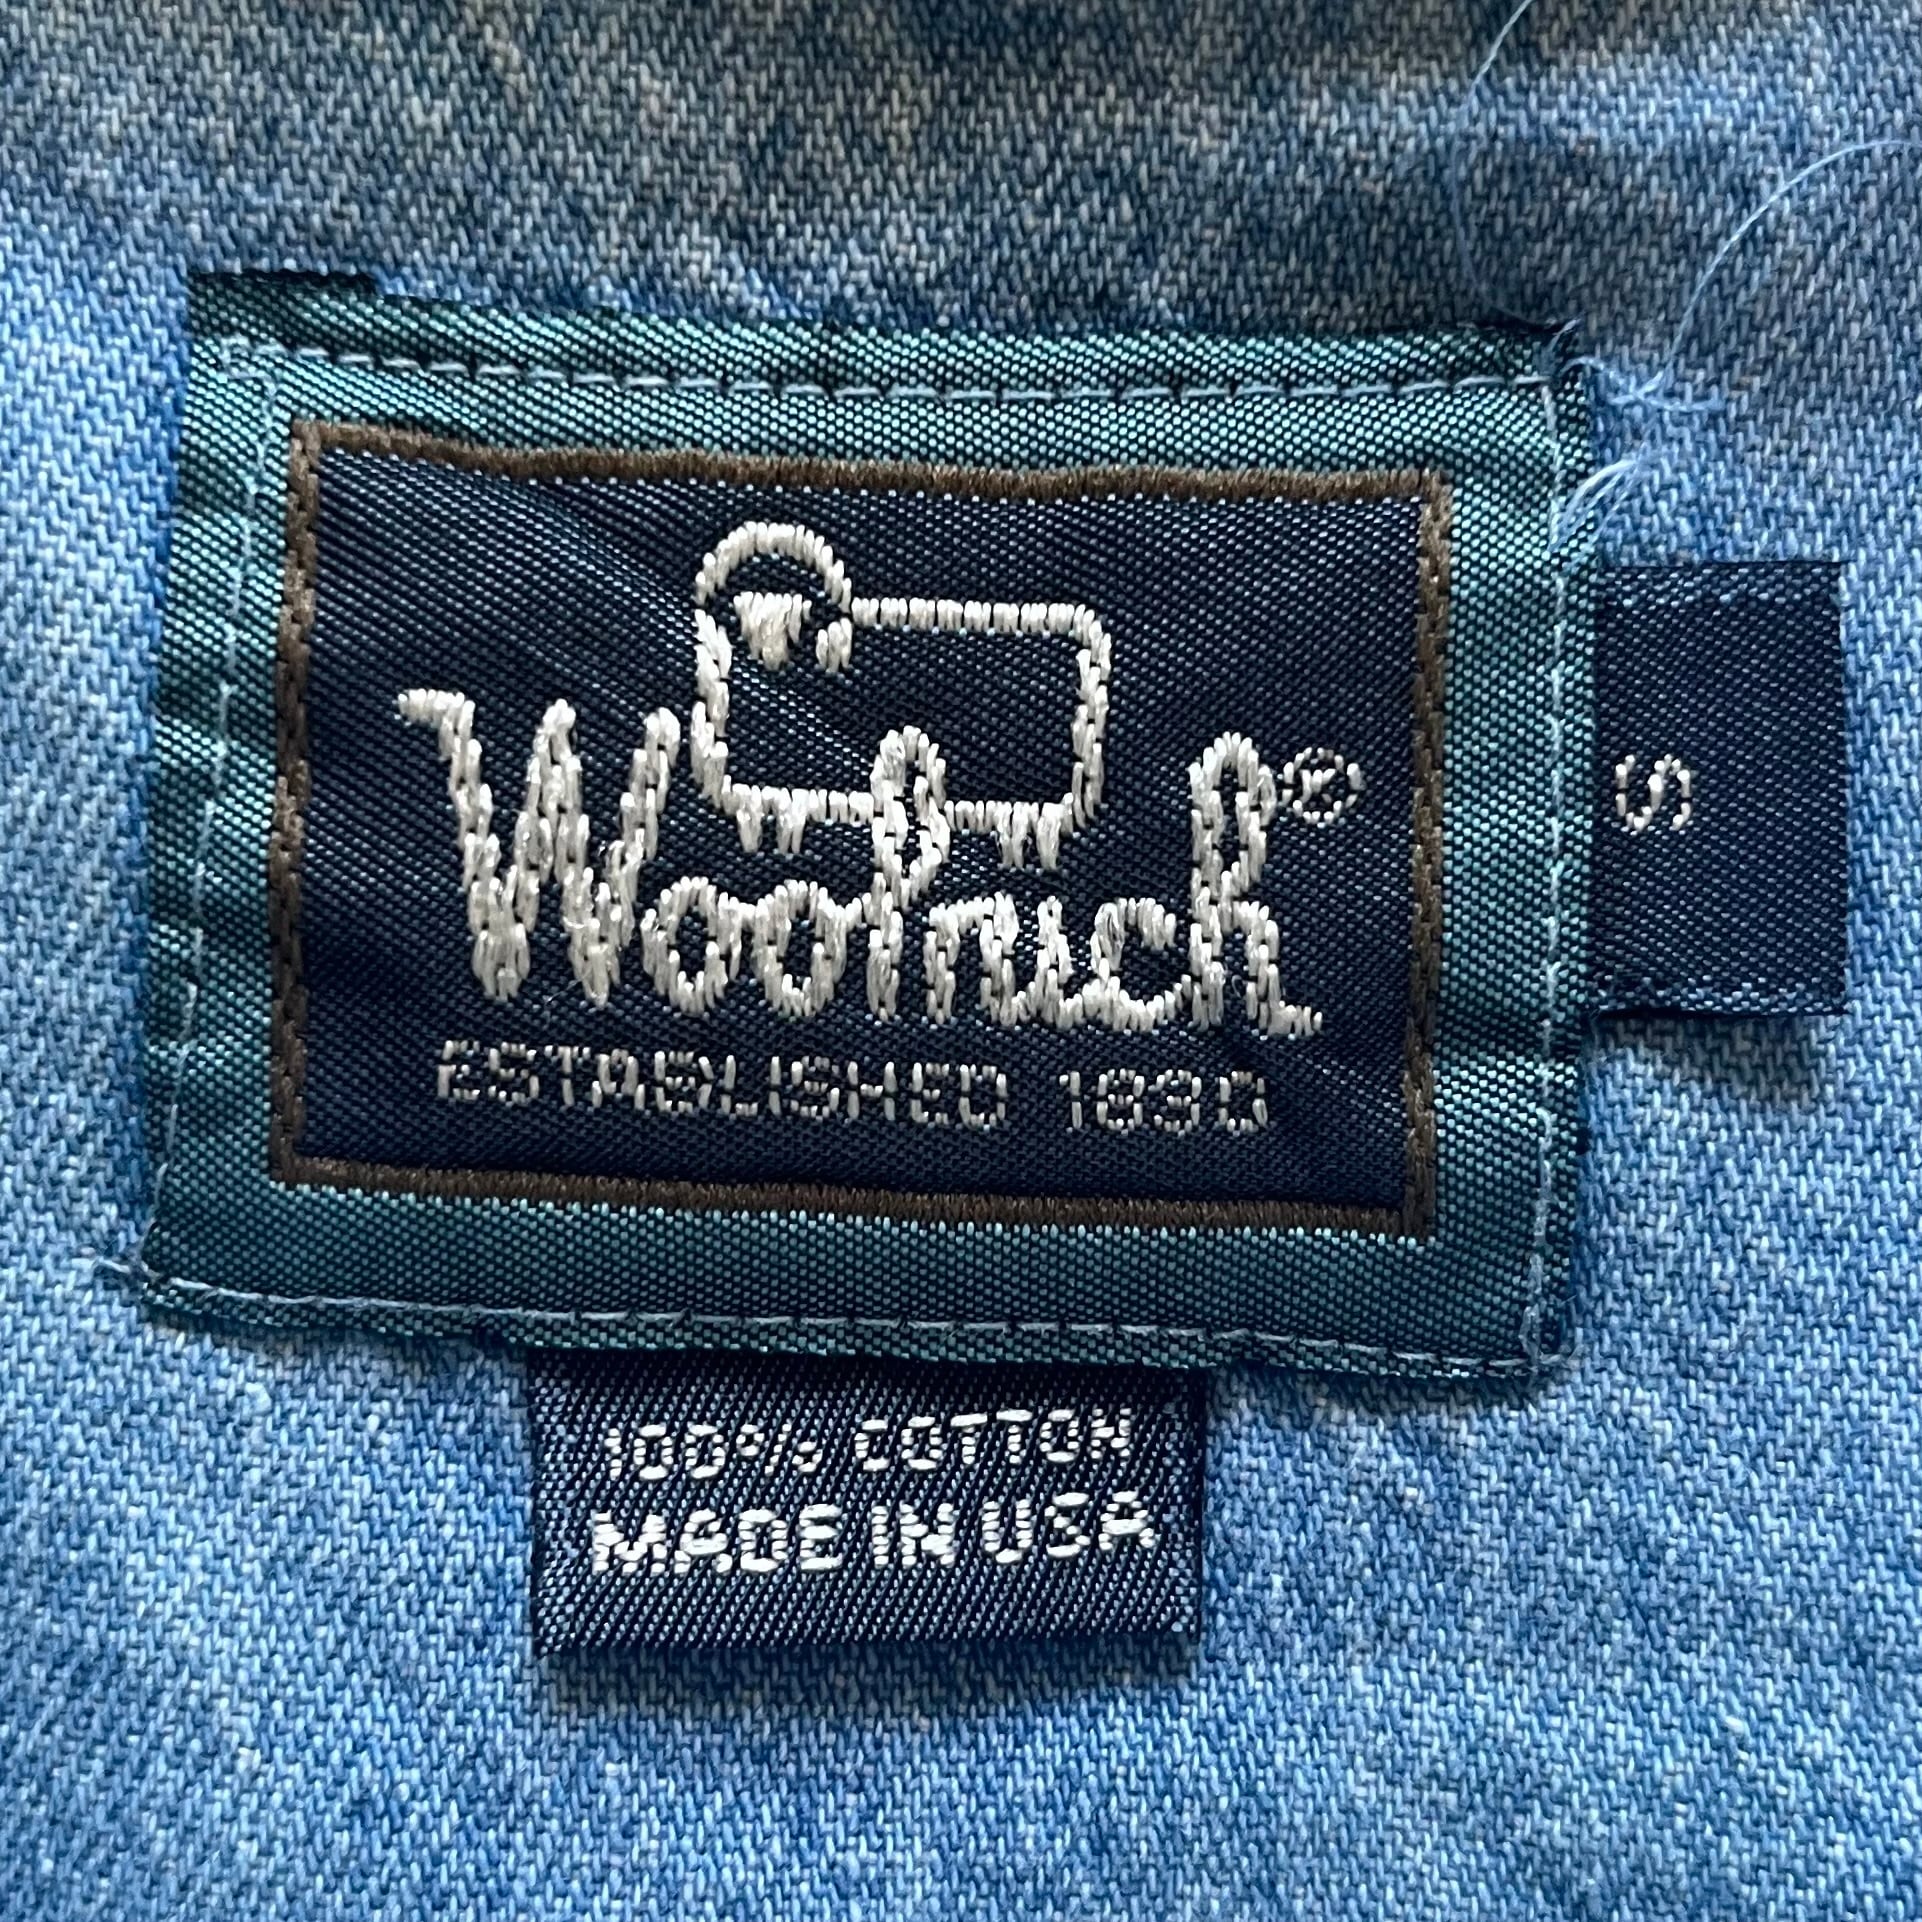 Woolrich®
ESTABLISHED 1830
S
100% COTTON
MADE IN USA